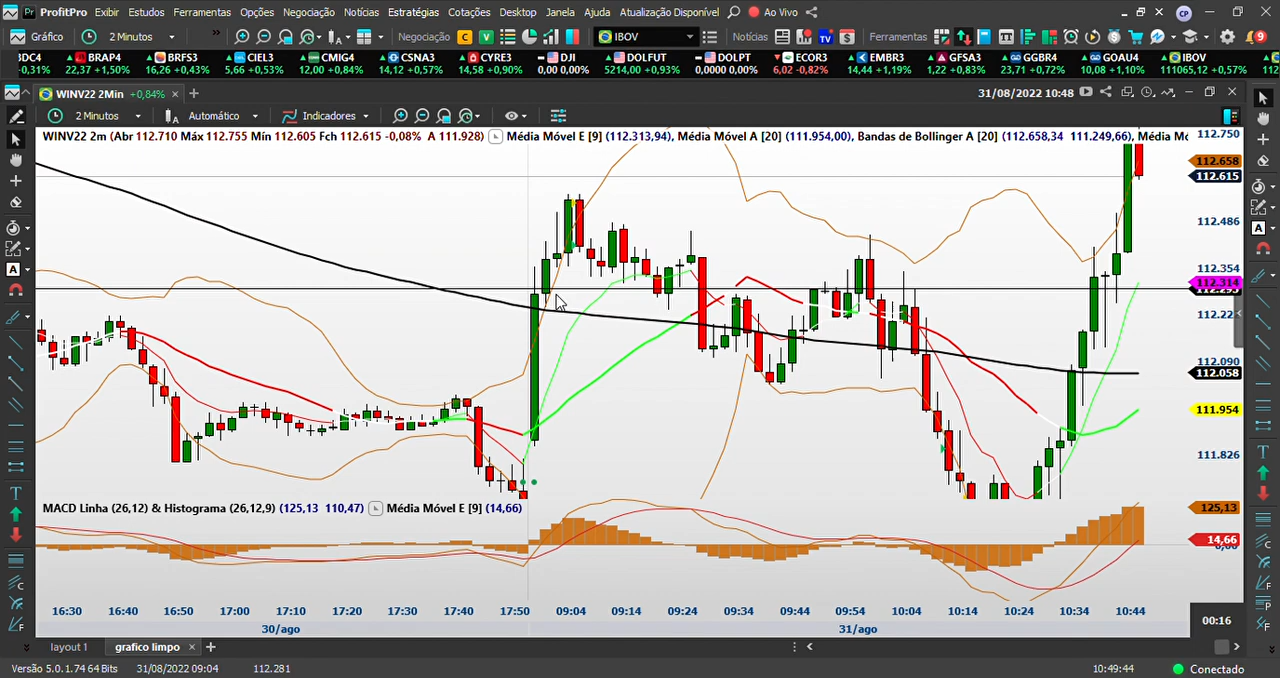 ProfitPro Exibir Estudos Ferramentas Opções Negociação Notícias Estratégias Cotações Desktop Janela Ajuda Atualização Disponível Ao Vivo CP
Gráfico 2 Minutos Negociação C V IBOV Notícias TV $ Ferramentas 9
3DC4 BRAP4 BRFS3 CIEL3 CMIG4 CSNA3 CYRE3 DJI DOLFUT DOLPT ECOR3 EMBR3 GFSA3 GGBR4 GOAU4 IBOV
-0,31% 22,37 +1,50% 16,26 +0,43% 5,66 +0,53% 12,00 +0,84% 14,12 +0,57% 14,58 +0,90% 0,00 0,00% 5214,00 +0,93% 0,0000 0,00% 6,02 -0,82% 14,44 +1,19% 1,22 +0,83% 23,71 +0,72% 10,08 +1,10% 111065,12 +0,57%
WINV22 2Min +0,84% 31/08/2022 10:48
2 Minutos Automático Indicadores
WINV22 2m (Abr 112.710 Máx 112.755 Mín 112.605 Fch 112.615 -0,08% A 111.928) Média Móvel E [9] (112.313,94), Média Móvel A [20] (111.954,00), Bandas de Bollinger A [20] (112.658,34 111.249,66), Média Mó
112.750
112.658
112.615
112.486
112.354
112.314
112.090
112.058
111.954
111.826
MACD Linha (26,12) & Histograma (26,12,9) (125,13 110,47) Média Móvel E [9] (14,66)
125,13
14,66
16:30 16:40 16:50 17:00 17:10 17:20 17:30 17:40 17:50 09:04 09:14 09:24 09:34 09:44 09:54 10:04 10:14 10:24 10:34 10:44
00:16
30/ago 31/ago
layout 1 grafico limpo
Versão 5.0.1.74 64 Bits 31/08/2022 09:04 112.281 10:49:44 Conectado